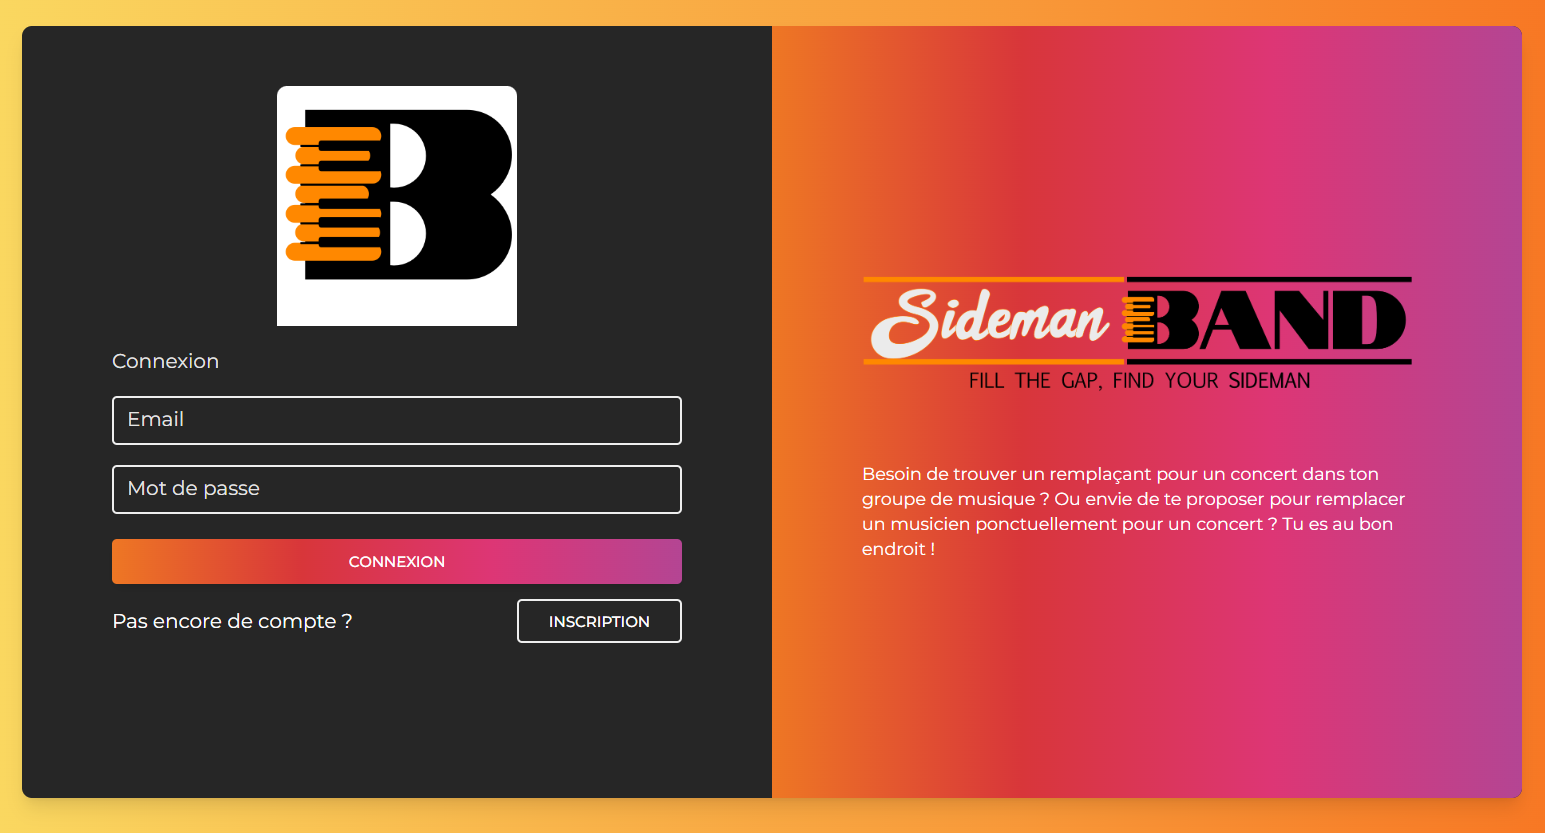 B
Connexion
Email
Mot de passe
CONNEXION
Pas encore de compte ?
INSCRIPTION
Sideman BAND
FILL THE GAP, FIND YOUR SIDEMAN
Besoin de trouver un remplaçant pour un concert dans ton
groupe de musique ? Ou envie de te proposer pour remplacer
un musicien ponctuellement pour un concert ? Tu es au bon
endroit !